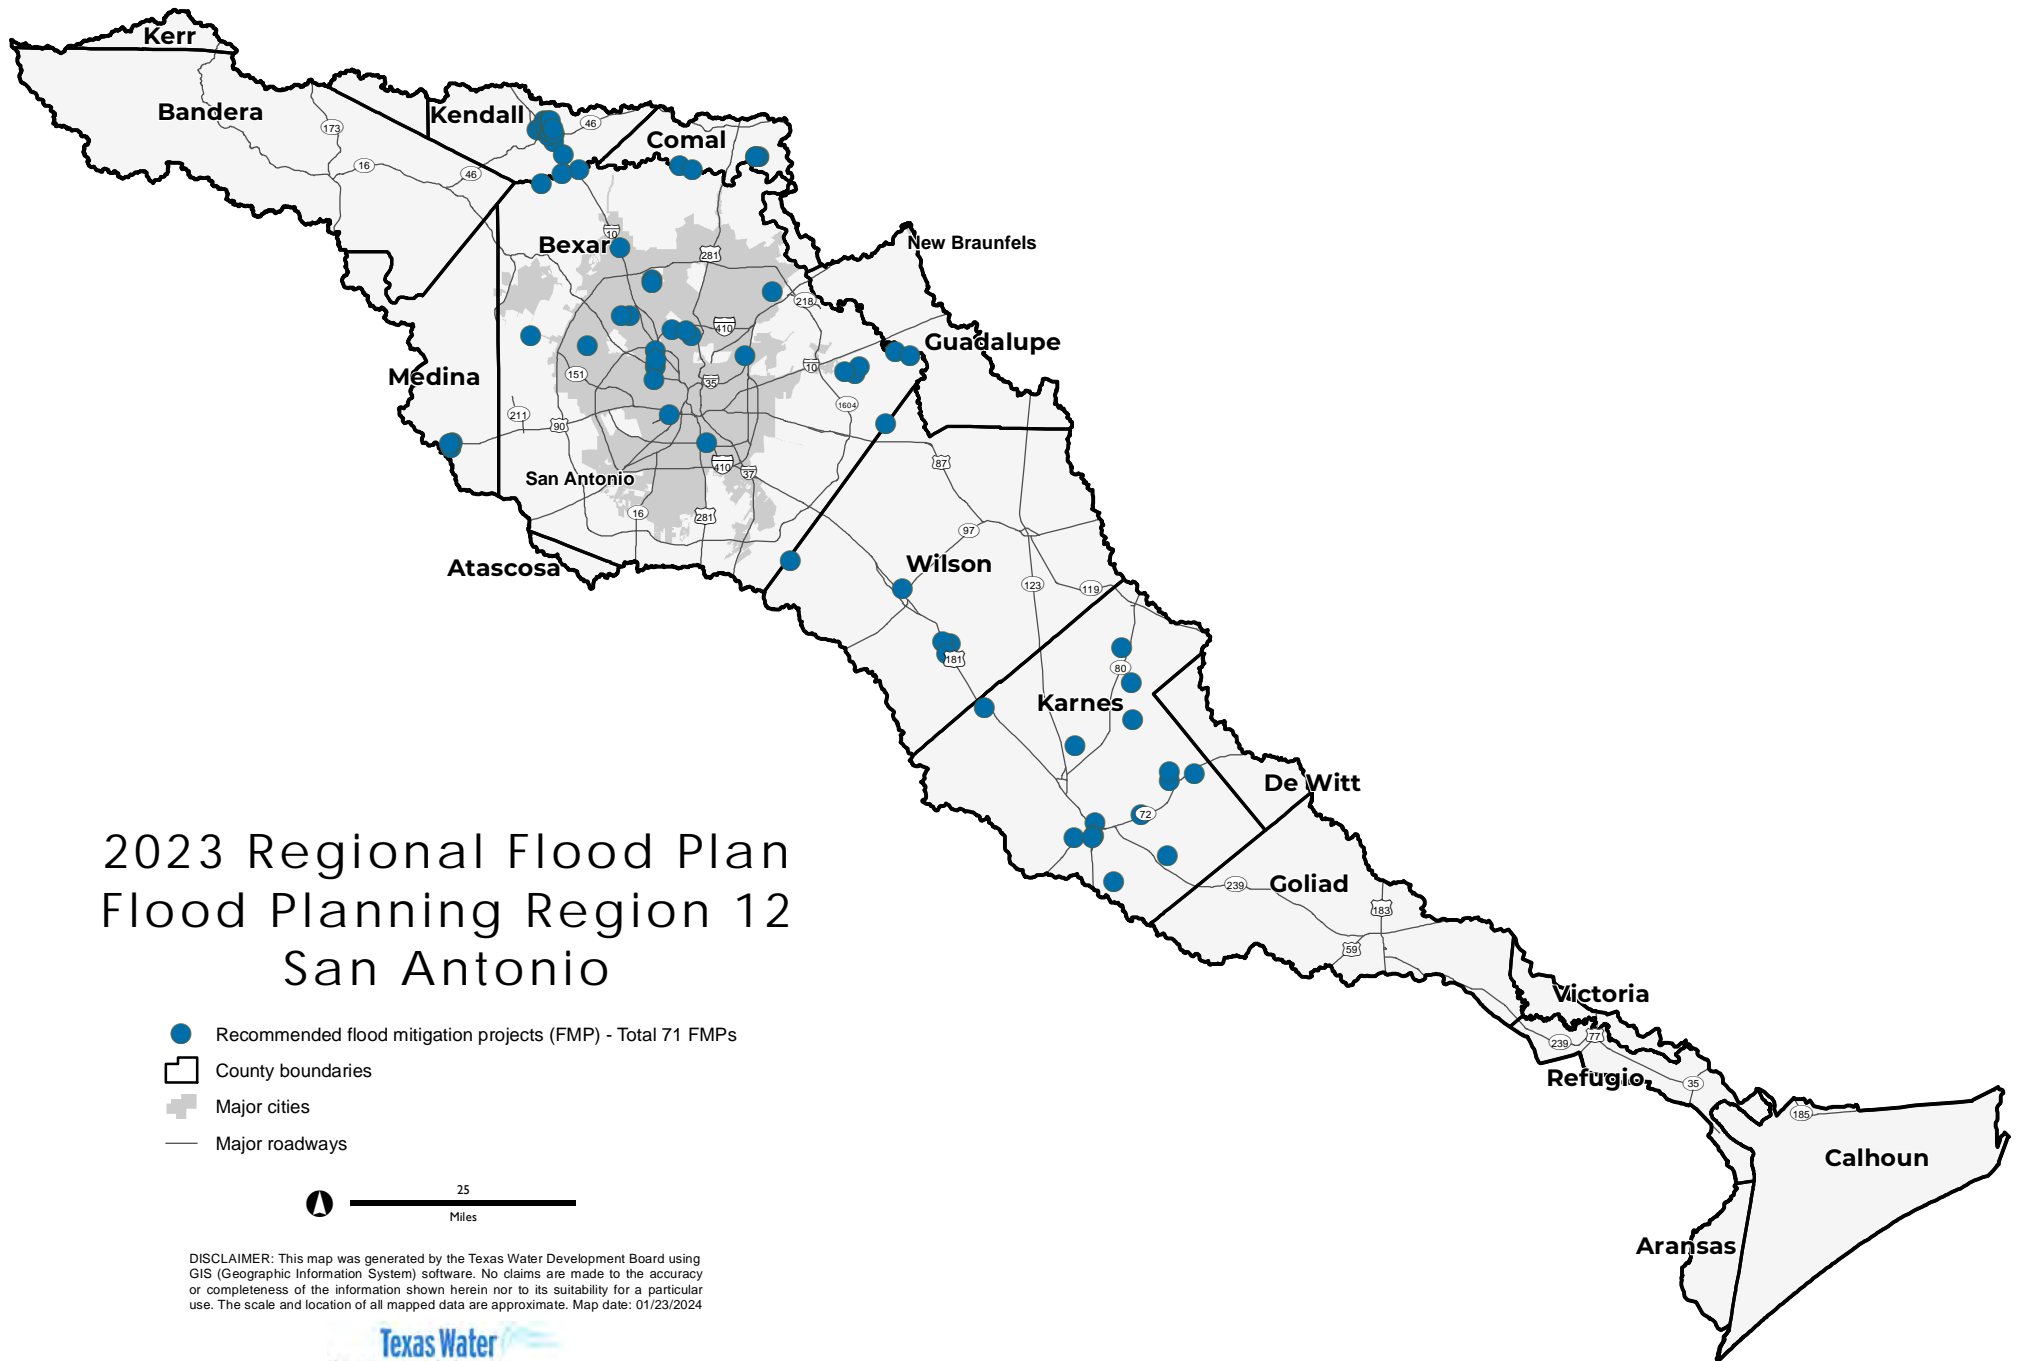 Kerr
Bandera
Kendall
Comal
173
16
46
46
10
Bexar
281
New Braunfels
218
410
Guadalupe
10
Medina
151
35
211
90
1604
410
37
87
San Antonio
16
281
97
Atascosa
Wilson
123
119
181
80
Karnes
De Witt
72
239
Goliad
183
59
Victoria
239
77
Refugio
35
185
Calhoun
Aransas
2023 Regional Flood Plan
Flood Planning Region 12
San Antonio
Recommended flood mitigation projects (FMP) - Total 71 FMPs
County boundaries
Major cities
Major roadways
25
Miles
DISCLAIMER: This map was generated by the Texas Water Development Board using
GIS (Geographic Information System) software. No claims are made to the accuracy
or completeness of the information shown herein nor to its suitability for a particular
use. The scale and location of all mapped data are approximate. Map date: 01/23/2024
Texas Water